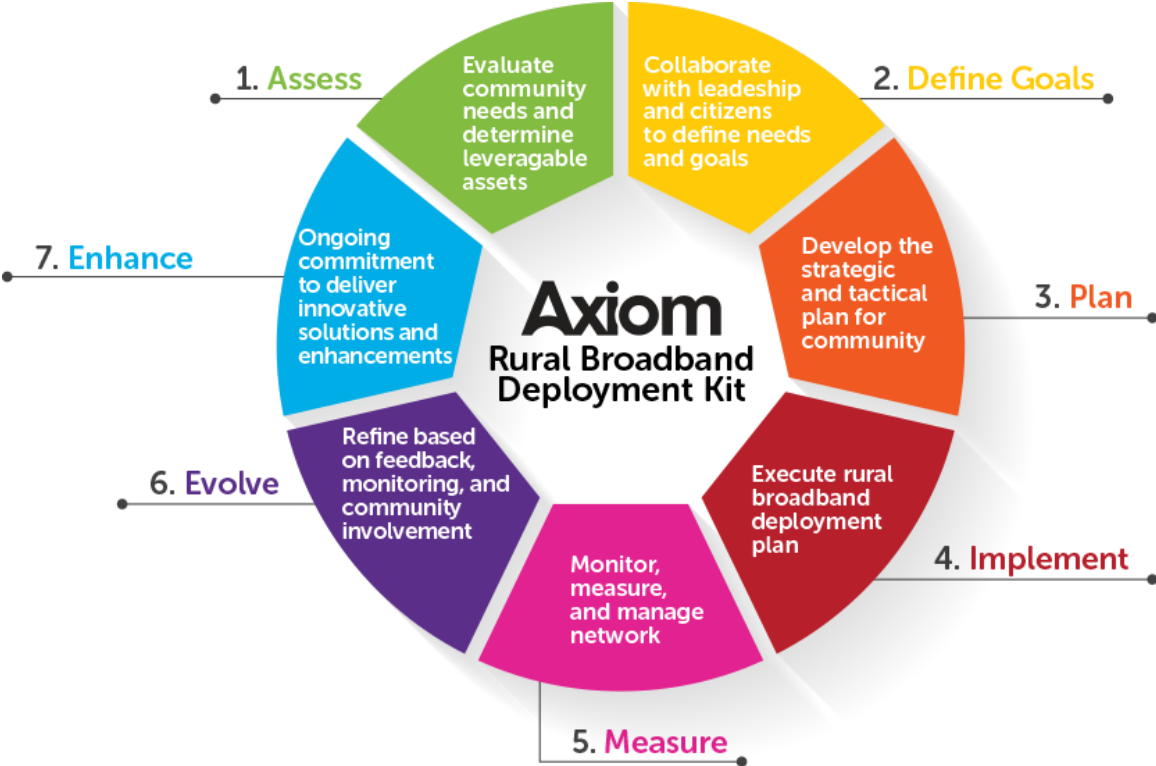 1. Assess
Evaluate
community
needs and
determine
leveragable
assets
2. Define Goals
Collaborate
with leadeship
and citizens
to define needs
and goals
3. Plan
Develop the
strategic
and tactical
plan for
community
4. Implement
Execute rural
broadband
deployment
plan
5. Measure
Monitor,
measure,
and manage
network
6. Evolve
Refine based
on feedback,
monitoring, and
community
involvement
7. Enhance
Ongoing
commitment
to deliver
innovative
solutions and
enhancements
Axiom
Rural Broadband
Deployment Kit